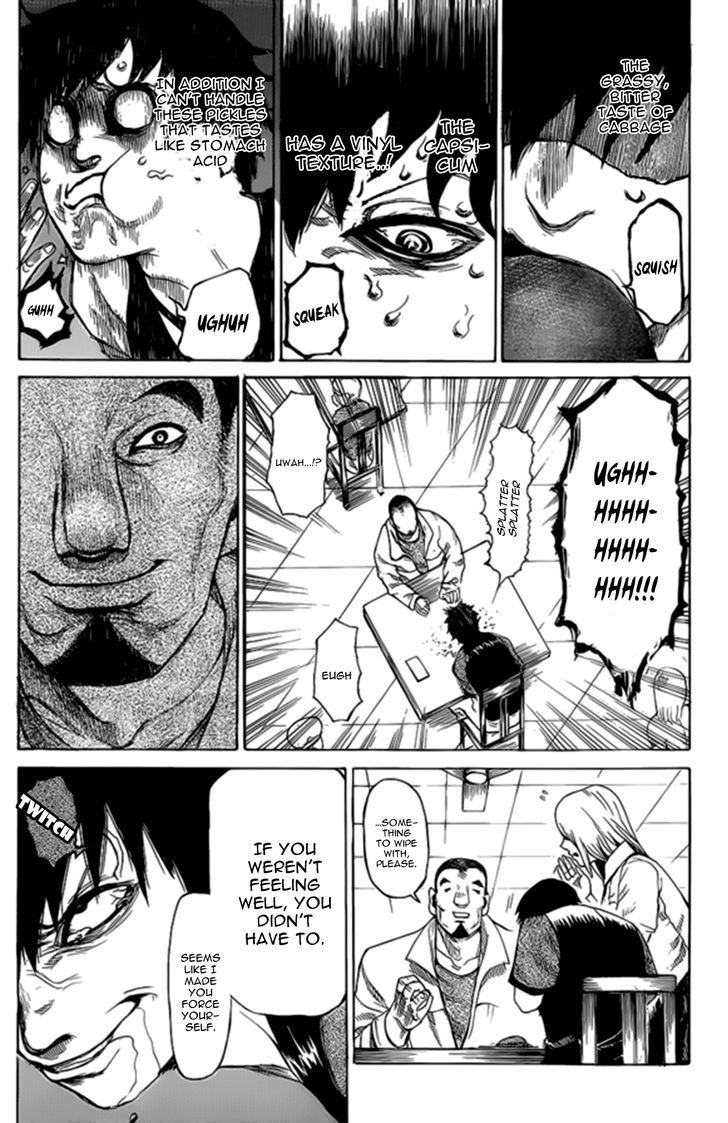 THE
GRASSY,
BITTER
TASTE OF
CABBAGE
SQUISH
THE
CAPSI-
CUM
HAS A VINYL
TEXTURE..!
SQUEAK
IN ADDITION I
CAN'T HANDLE
THESE PICKLES
THAT TASTES
LIKE STOMACH
ACID
UGHUH
GUHH
UGHH-
HHHH-
HHHH-
HHH!!!
SPLATTER
SPLATTER
UWAH...!?
EUGH
...SOME-
THING
TO WIPE
WITH,
PLEASE.
IF YOU
WEREN'T
FEELING
WELL, YOU
DIDN'T
HAVE TO.
SEEMS
LIKE I
MADE
YOU
FORCE
YOUR-
SELF.
TWITCH